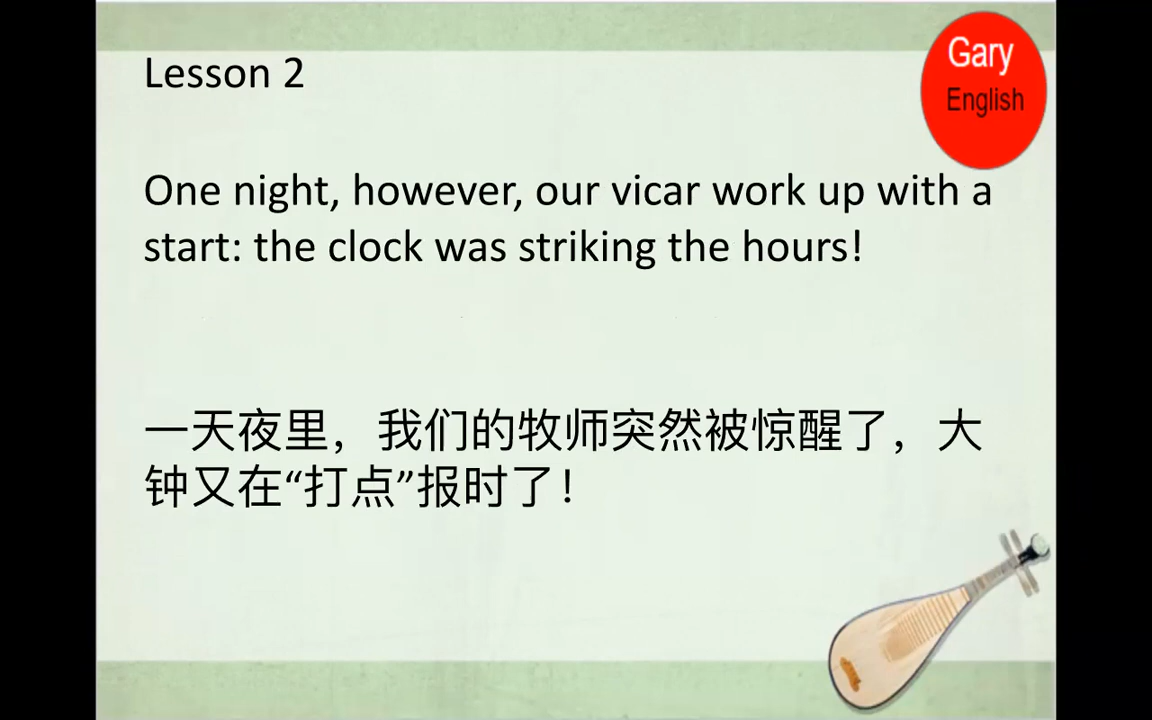 Lesson 2
Gary
English
One night, however, our vicar work up with a
start: the clock was striking the hours!
一天夜里，我们的牧师突然被惊醒了，大
钟又在“打点”报时了！